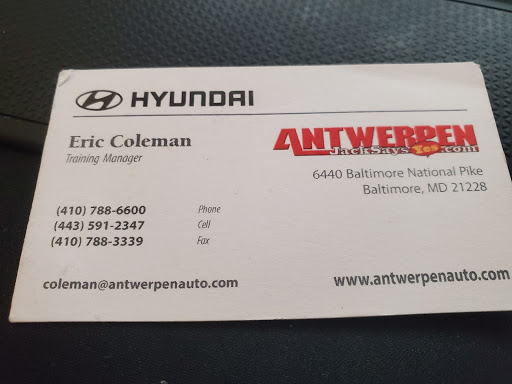 HYUNDAI
Eric Coleman
Training Manager
ANTWERPEN
JackSaysYes.com
6440 Baltimore National Pike
Baltimore, MD 21228
(410) 788-6600 Phone
(443) 591-2347 Cell
(410) 788-3339 Fax
coleman@antwerpenauto.com
www.antwerpenauto.com